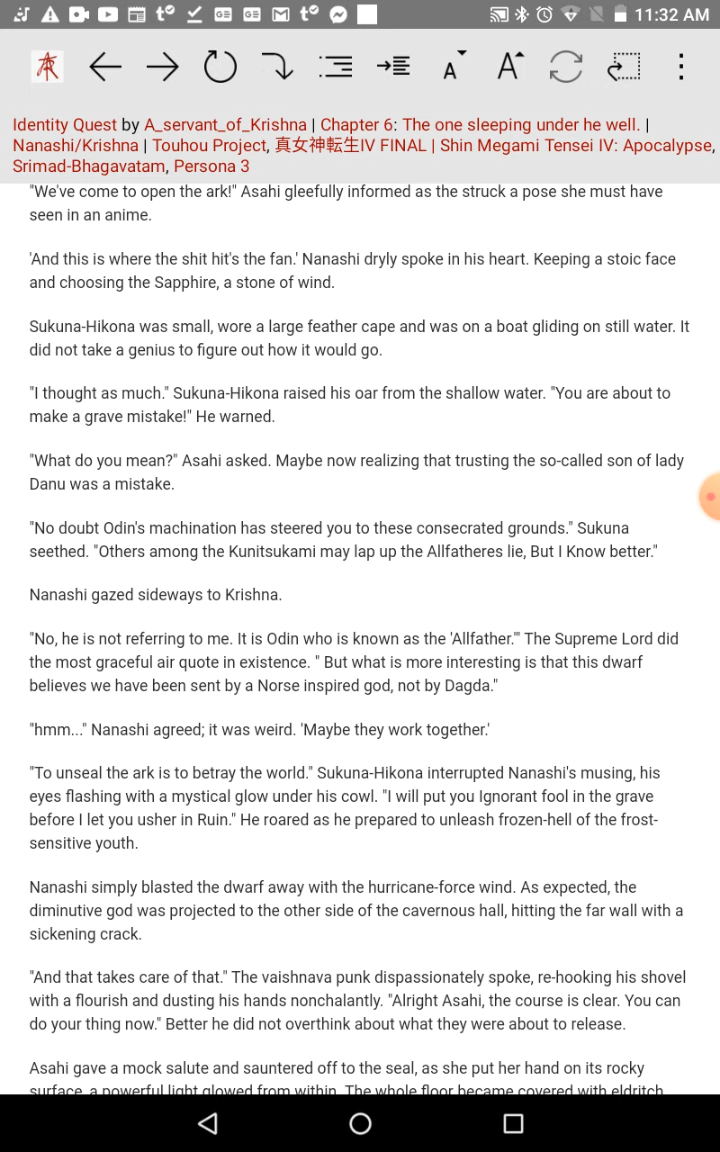 11:32 AM
Identity Quest by A_servant_of_Krishna | Chapter 6: The one sleeping under he well. |
Nanashi/Krishna | Touhou Project, 真女神転生IV FINAL | Shin Megami Tensei IV: Apocalypse,
Srimad-Bhagavatam, Persona 3
"We've come to open the ark!" Asahi gleefully informed as the struck a pose she must have
seen in an anime.
'And this is where the shit hit's the fan.' Nanashi dryly spoke in his heart. Keeping a stoic face
and choosing the Sapphire, a stone of wind.
Sukuna-Hikona was small, wore a large feather cape and was on a boat gliding on still water. It
did not take a genius to figure out how it would go.
"I thought as much." Sukuna-Hikona raised his oar from the shallow water. "You are about to
make a grave mistake!" He warned.
"What do you mean?" Asahi asked. Maybe now realizing that trusting the so-called son of lady
Danu was a mistake.
"No doubt Odin's machination has steered you to these consecrated grounds." Sukuna
seethed. "Others among the Kunitsukami may lap up the Allfatheres lie, But I Know better."
Nanashi gazed sideways to Krishna.
"No, he is not referring to me. It is Odin who is known as the 'Allfather.'" The Supreme Lord did
the most graceful air quote in existence. " But what is more interesting is that this dwarf
believes we have been sent by a Norse inspired god, not by Dagda."
"hmm..." Nanashi agreed; it was weird. 'Maybe they work together.'
"To unseal the ark is to betray the world." Sukuna-Hikona interrupted Nanashi's musing, his
eyes flashing with a mystical glow under his cowl. "I will put you Ignorant fool in the grave
before I let you usher in Ruin." He roared as he prepared to unleash frozen-hell of the frost-
sensitive youth.
Nanashi simply blasted the dwarf away with the hurricane-force wind. As expected, the
diminutive god was projected to the other side of the cavernous hall, hitting the far wall with a
sickening crack.
"And that takes care of that." The vaishnava punk dispassionately spoke, re-hooking his shovel
with a flourish and dusting his hands nonchalantly. "Alright Asahi, the course is clear. You can
do your thing now." Better he did not overthink about what they were about to release.
Asahi gave a mock salute and sauntered off to the seal, as she put her hand on its rocky
surface, a powerful light glowed from within. The whole floor became covered with eldritch